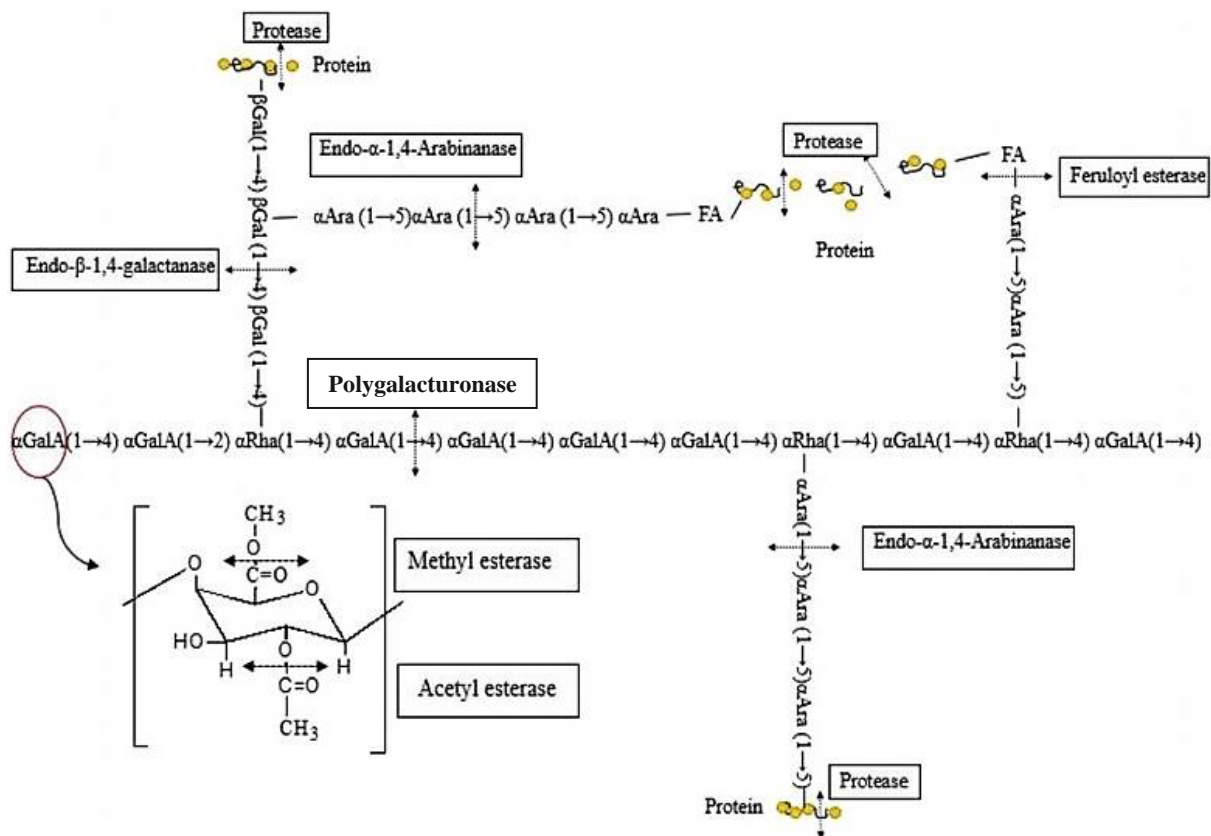 Protease
Protein
βGal(1→4) βGal (1→4) βGal (1→4)
Endo-α-1,4-Arabinanase
αAra (1→5)αAra (1→5) αAra (1→5) αAra
FA
Protease
Protein
FA
Feruloyl esterase
αAra(1→5)αAra (1→5)
Endo-β-1,4-galactanase
Polygalacturonase
αGalA(1→4) αGalA(1→2) αRha(1→4) αGalA(1→4) αGalA(1→4) αGalA(1→4) αGalA(1→4) αRha(1→4) αGalA(1→4) αRha(1→4) αGalA(1→4)
CH3
O
C=O
O
O
HO
H
O
H
C=O
CH3
Methyl esterase
Acetyl esterase
αAra(1→5)αAra (1→5)αAra (1→5)
Endo-α-1,4-Arabinanase
Protein
Protease